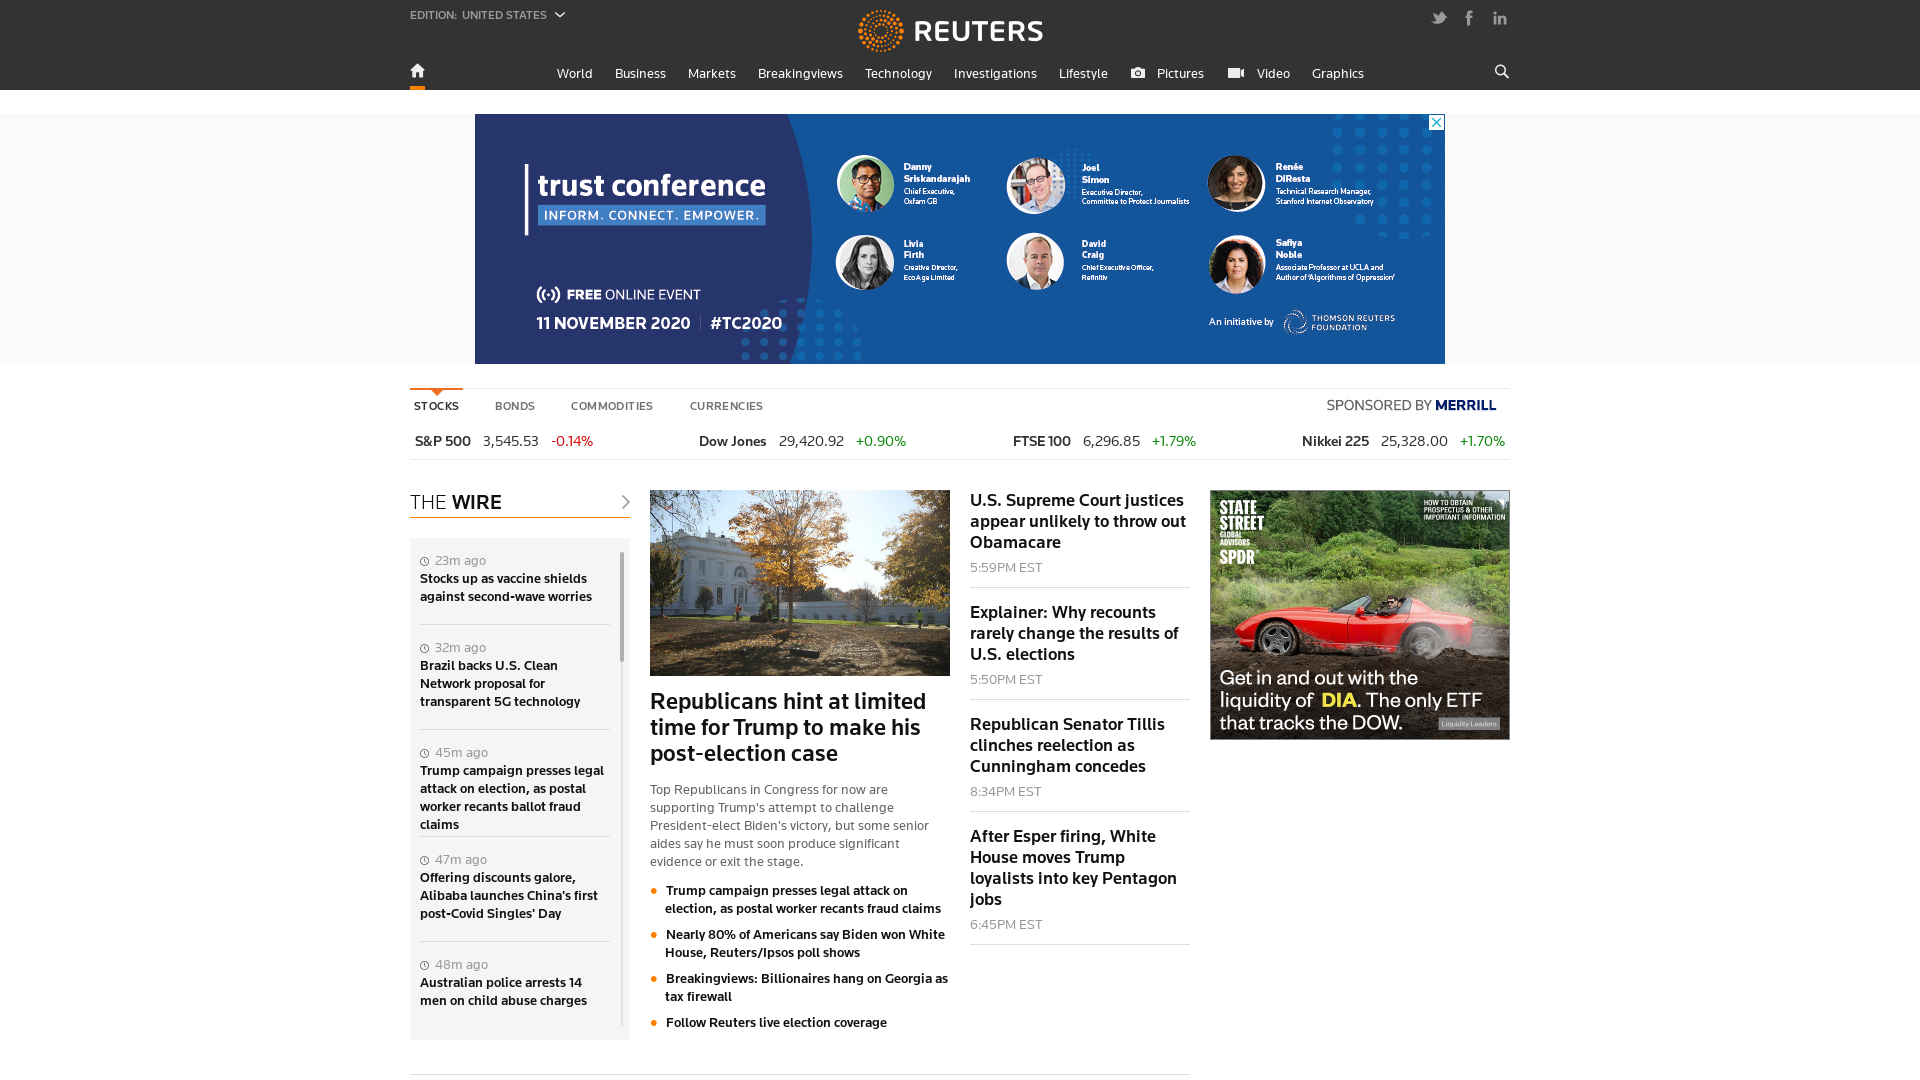 EDITION: UNITED STATES
REUTERS
World Business Markets Breakingviews Technology Investigations Lifestyle Pictures Video Graphics
trust conference
INFORM. CONNECT. EMPOWER.
FREE ONLINE EVENT
11 NOVEMBER 2020 #TC2020
Danny
Sriskandarajah
Chief Executive,
Oxfam GB
Joel
Simon
Executive Director,
Committee to Protect Journalists
Renée
DiResta
Technical Research Manager,
Stanford Internet Observatory
Livia
Firth
Creative Director,
Eco Age Limited
David
Craig
Chief Executive Officer,
Refinitiv
Safiya
Noble
Associate Professor at UCLA and
Author of 'Algorithms of Oppression'
An initiative by
THOMSON REUTERS
FOUNDATION
STOCKS BONDS COMMODITIES CURRENCIES
SPONSORED BY MERRILL
S&P 500 3,545.53 -0.14% Dow Jones 29,420.92 +0.90% FTSE 100 6,296.85 +1.79% Nikkei 225 25,328.00 +1.70%
THE WIRE
23m ago
Stocks up as vaccine shields
against second-wave worries
32m ago
Brazil backs U.S. Clean
Network proposal for
transparent 5G technology
45m ago
Trump campaign presses legal
attack on election, as postal
worker recants ballot fraud
claims
47m ago
Offering discounts galore,
Alibaba launches China's first
post-Covid Singles' Day
48m ago
Australian police arrests 14
men on child abuse charges
Republicans hint at limited
time for Trump to make his
post-election case
Top Republicans in Congress for now are
supporting Trump's attempt to challenge
President-elect Biden's victory, but some senior
aides say he must soon produce significant
evidence or exit the stage.
Trump campaign presses legal attack on
election, as postal worker recants fraud claims
Nearly 80% of Americans say Biden won White
House, Reuters/Ipsos poll shows
Breakingviews: Billionaires hang on Georgia as
tax firewall
Follow Reuters live election coverage
U.S. Supreme Court justices
appear unlikely to throw out
Obamacare
5:59PM EST
Explainer: Why recounts
rarely change the results of
U.S. elections
5:50PM EST
Republican Senator Tillis
clinches reelection as
Cunningham concedes
8:34PM EST
After Esper firing, White
House moves Trump
loyalists into key Pentagon
jobs
6:45PM EST
STATE
STREET
GLOBAL
ADVISORS
SPDR
HOW TO OBTAIN
PROSPECTUS & OTHER
IMPORTANT INFORMATION
Get in and out with the
liquidity of DIA. The only ETF
that tracks the DOW.
Liquidity Leaders